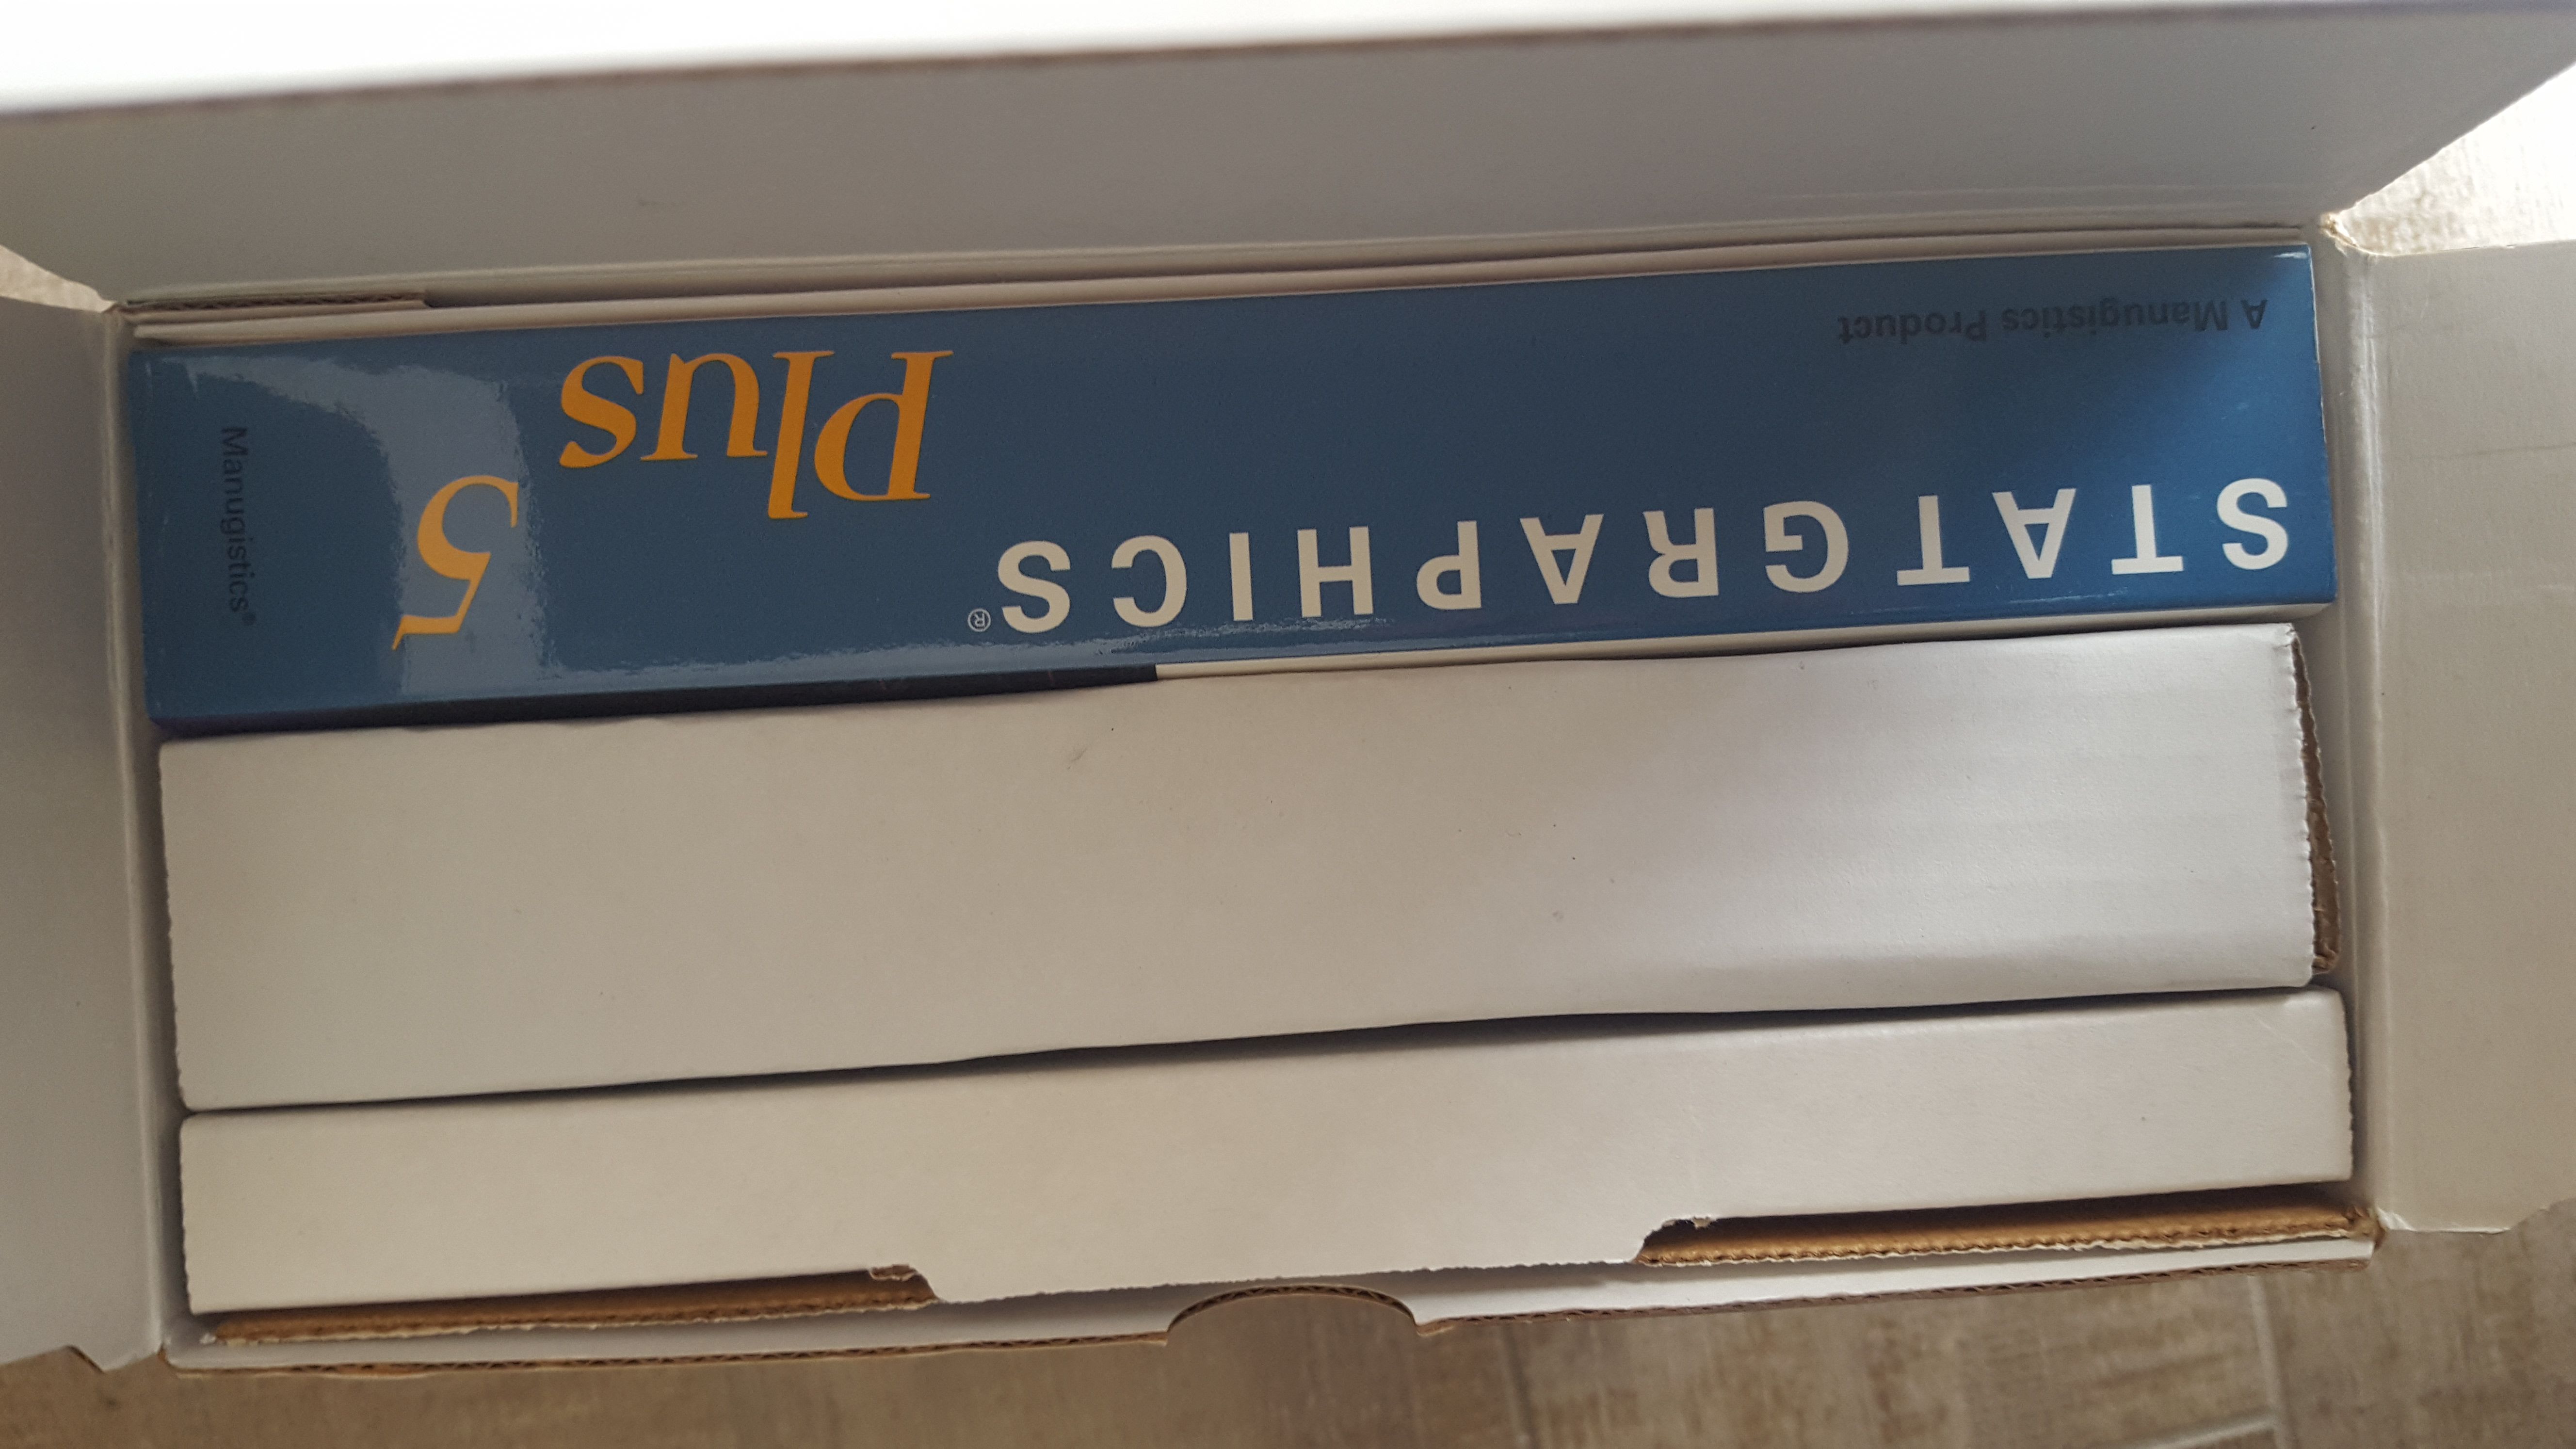 A Manugistics Product
STATGRAPHICS®
Plus
5
Manugistics®